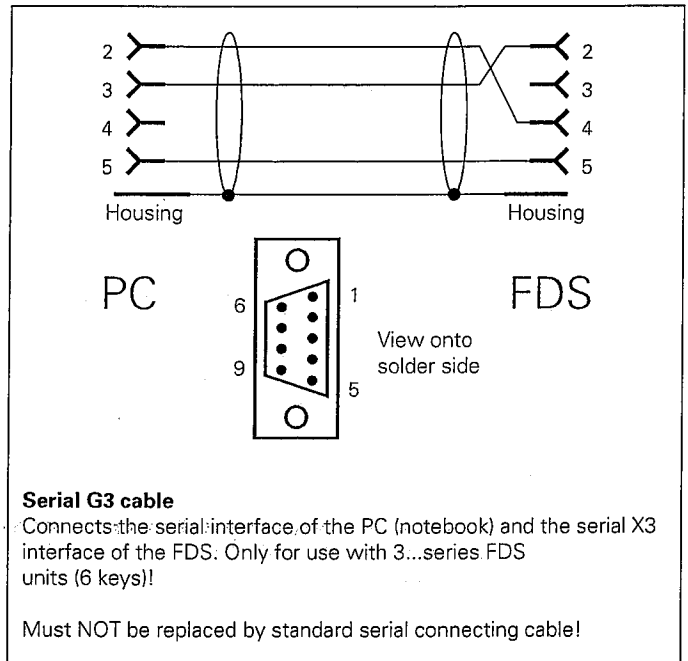 2 2
3 3
4 4
5 5
Housing Housing
PC FDS
6 1
View onto
9 solder side
5
Serial G3 cable
Connects the serial interface of the PC (notebook) and the serial X3
interface of the FDS. Only for use with 3...series FDS
units (6 keys)!
Must NOT be replaced by standard serial connecting cable!